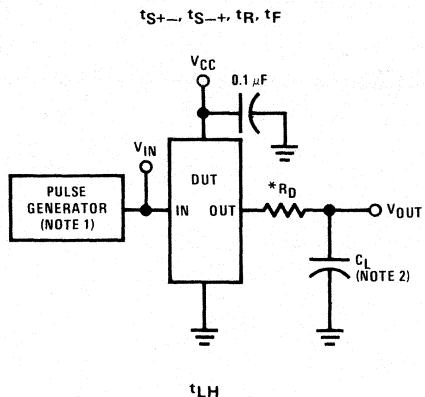 tS+−, tS−+, tR, tF
VCC
0.1 μF
VIN
DUT
PULSE
GENERATOR
(NOTE 1)
IN
OUT
*RD
VOUT
CL
(NOTE 2)
tLH